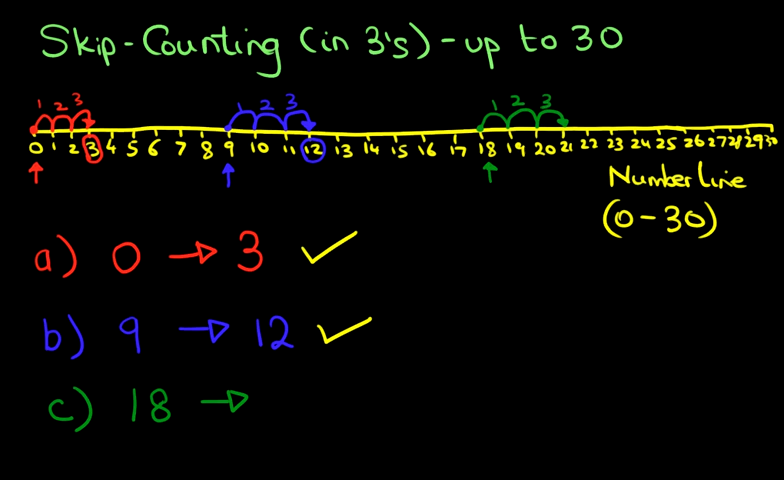 Skip-Counting (in 3's) - up to 30
1 2 3 1 2 3 1 2 3
0 1 2 3 4 5 6 7 8 9 10 11 12 13 14 15 16 17 18 19 20 21 22 23 24 25 26 27 28 29 30
Number line
(0-30)
a) 0 → 3 ✓
b) 9 → 12 ✓
c) 18 →